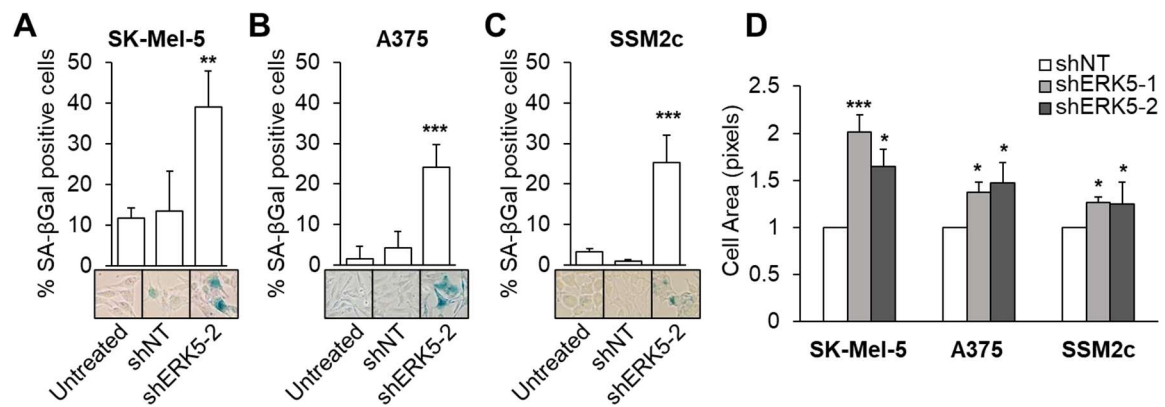 A
SK-Mel-5
% SA-βGal positive cells
50
40
30
20
10
0
**
Untreated
shNT
shERK5-2
B
A375
% SA-βGal positive cells
50
40
30
20
10
0
***
Untreated
shNT
shERK5-2
C
SSM2c
% SA-βGal positive cells
50
40
30
20
10
0
***
Untreated
shNT
shERK5-2
D
shNT
shERK5-1
shERK5-2
Cell Area (pixels)
2.5
2
1.5
1
0.5
0
***
*
*
*
*
*
SK-Mel-5
A375
SSM2c